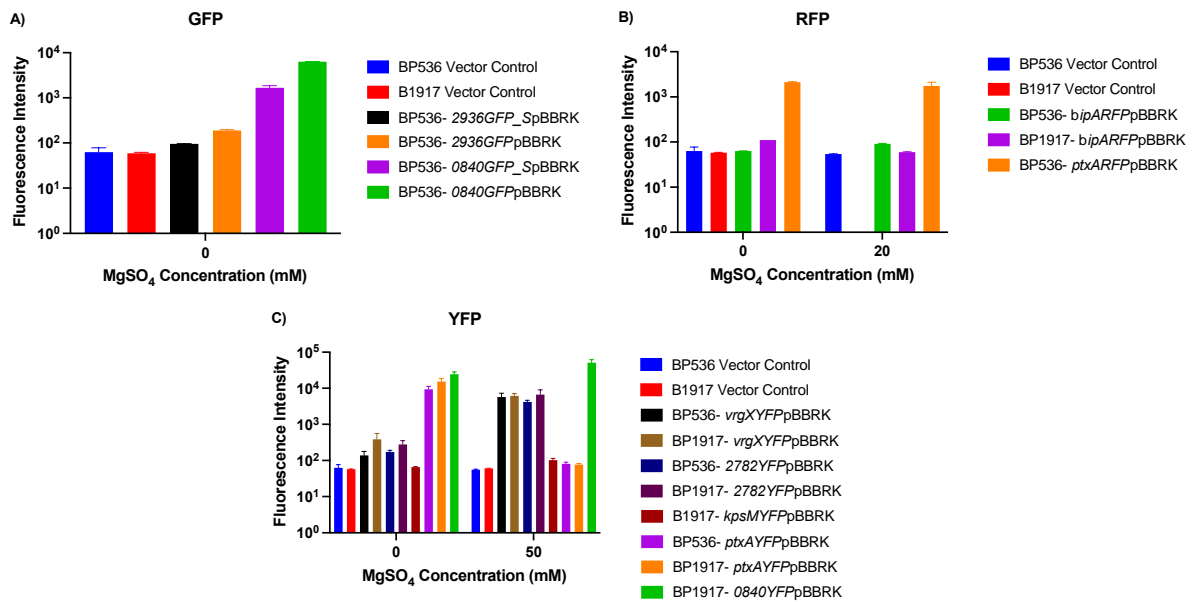 A)
GFP
Fluorescence Intensity
10⁴
10³
10²
10¹
10⁰
0
MgSO₄ Concentration (mM)
BP536 Vector Control
B1917 Vector Control
BP536- 2936GFP_SpBBRK
BP536- 2936GFPpBBRK
BP536- 0840GFP_SpBBRK
BP536- 0840GFPpBBRK
B)
RFP
Fluorescence Intensity
10⁴
10³
10²
10¹
10⁰
0 20
MgSO₄ Concentration (mM)
BP536 Vector Control
B1917 Vector Control
BP536- bipARFPpBBRK
BP1917- bipARFPpBBRK
BP536- ptxARFPpBBRK
C)
YFP
Fluorescence Intensity
10⁵
10⁴
10³
10²
10¹
10⁰
0 50
MgSO₄ Concentration (mM)
BP536 Vector Control
B1917 Vector Control
BP536- vrgXYFPpBBRK
BP1917- vrgXYFPpBBRK
BP536- 2782YFPpBBRK
BP1917- 2782YFPpBBRK
B1917- kpsMYFPpBBRK
BP536- ptxAYFPpBBRK
BP1917- ptxAYFPpBBRK
BP1917- 0840YFPpBBRK